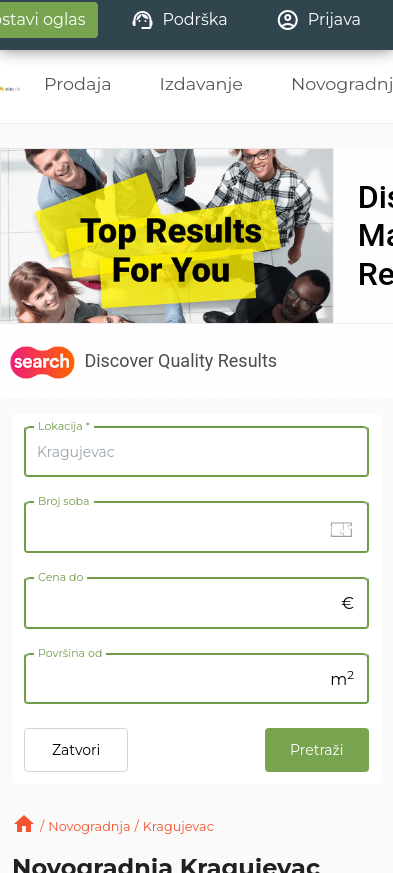 ostavi oglas Podrška Prijava
Prodaja Izdavanje Novogradnj
Top Results
For You
Dis
Ma
Re
search Discover Quality Results
Lokacija *
Kragujevac
Broj soba
Cena do
€
Površina od
m²
Zatvori Pretraži
/ Novogradnja / Kragujevac
Novogradnja Kragujevac